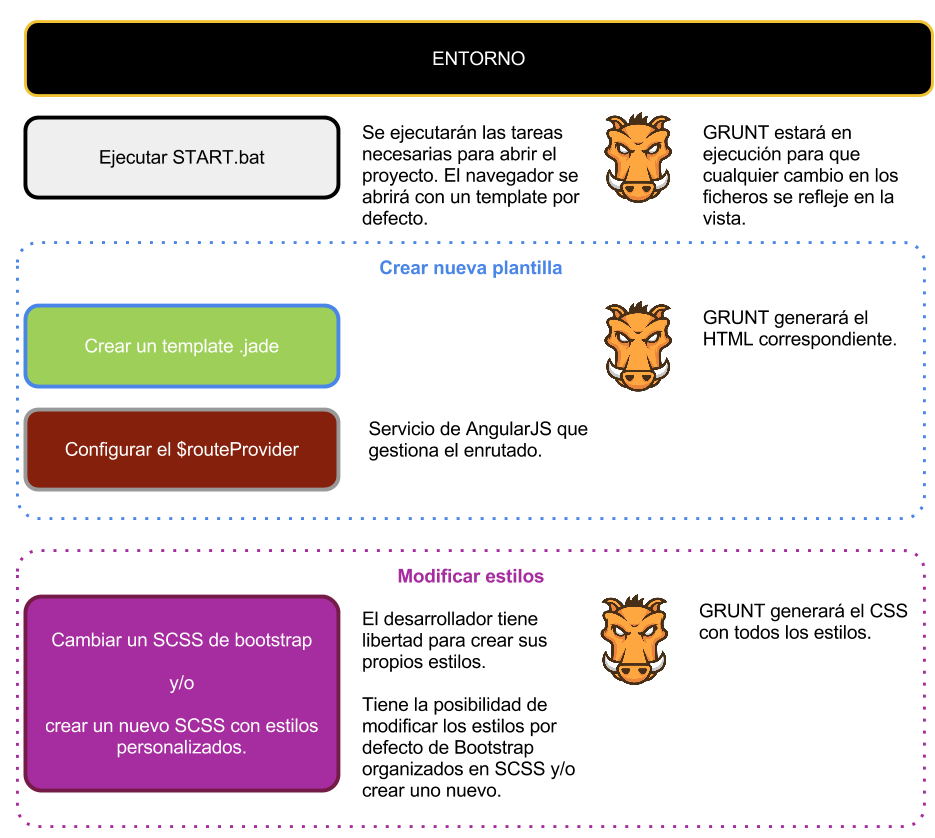 ENTORNO
Ejecutar START.bat
Se ejecutarán las tareas
necesarias para abrir el
proyecto. El navegador se
abrirá con un template por
defecto.
GRUNT estará en
ejecución para que
cualquier cambio en los
ficheros se refleje en la
vista.
Crear nueva plantilla
Crear un template .jade
GRUNT generará el
HTML correspondiente.
Configurar el $routeProvider
Servicio de AngularJS que
gestiona el enrutado.
Modificar estilos
Cambiar un SCSS de bootstrap
y/o
crear un nuevo SCSS con estilos
personalizados.
El desarrollador tiene
libertad para crear sus
propios estilos.
Tiene la posibilidad de
modificar los estilos por
defecto de Bootstrap
organizados en SCSS y/o
crear uno nuevo.
GRUNT generará el CSS
con todos los estilos.